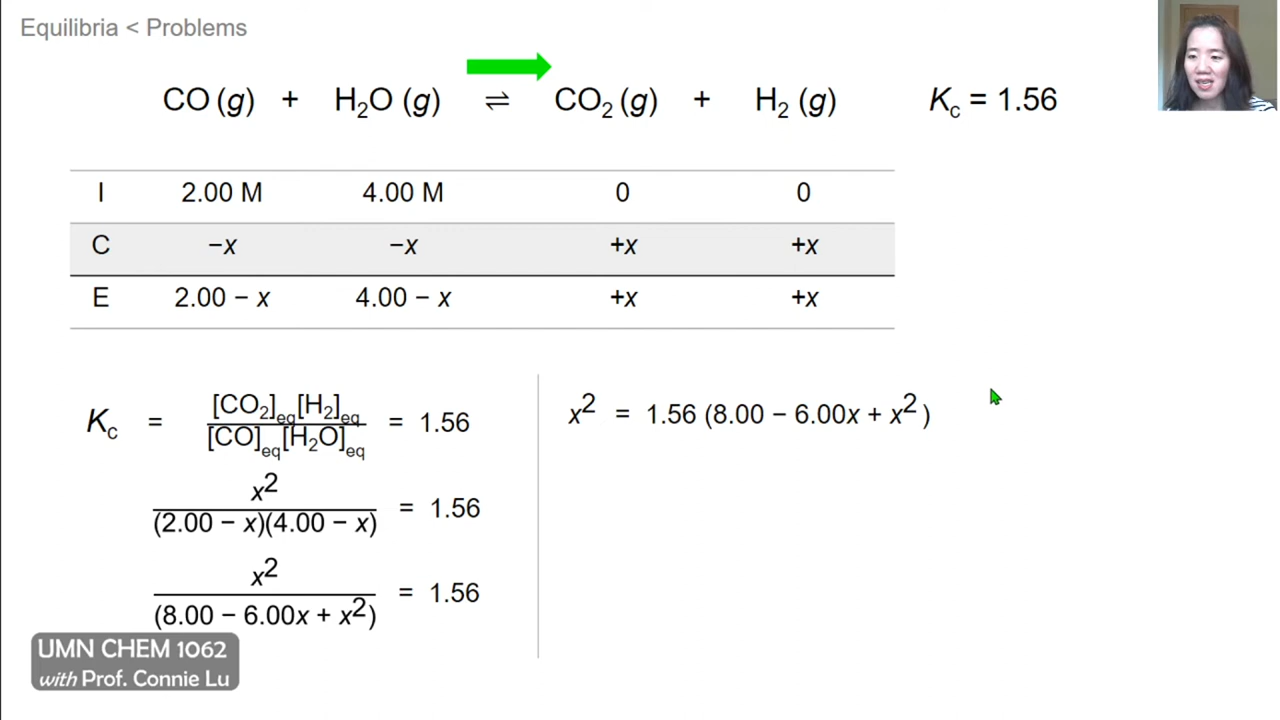 Equilibria < Problems
CO (g) + H₂O (g) ⇌ CO₂ (g) + H₂ (g) Kc = 1.56
I 2.00 M 4.00 M 0 0
C −x −x +x +x
E 2.00 − x 4.00 − x +x +x
Kc = [CO₂]eq[H₂]eq / [CO]eq[H₂O]eq = 1.56
x² / (2.00 − x)(4.00 − x) = 1.56
x² / (8.00 − 6.00x + x²) = 1.56
x² = 1.56 (8.00 − 6.00x + x²)
UMN CHEM 1062
with Prof. Connie Lu